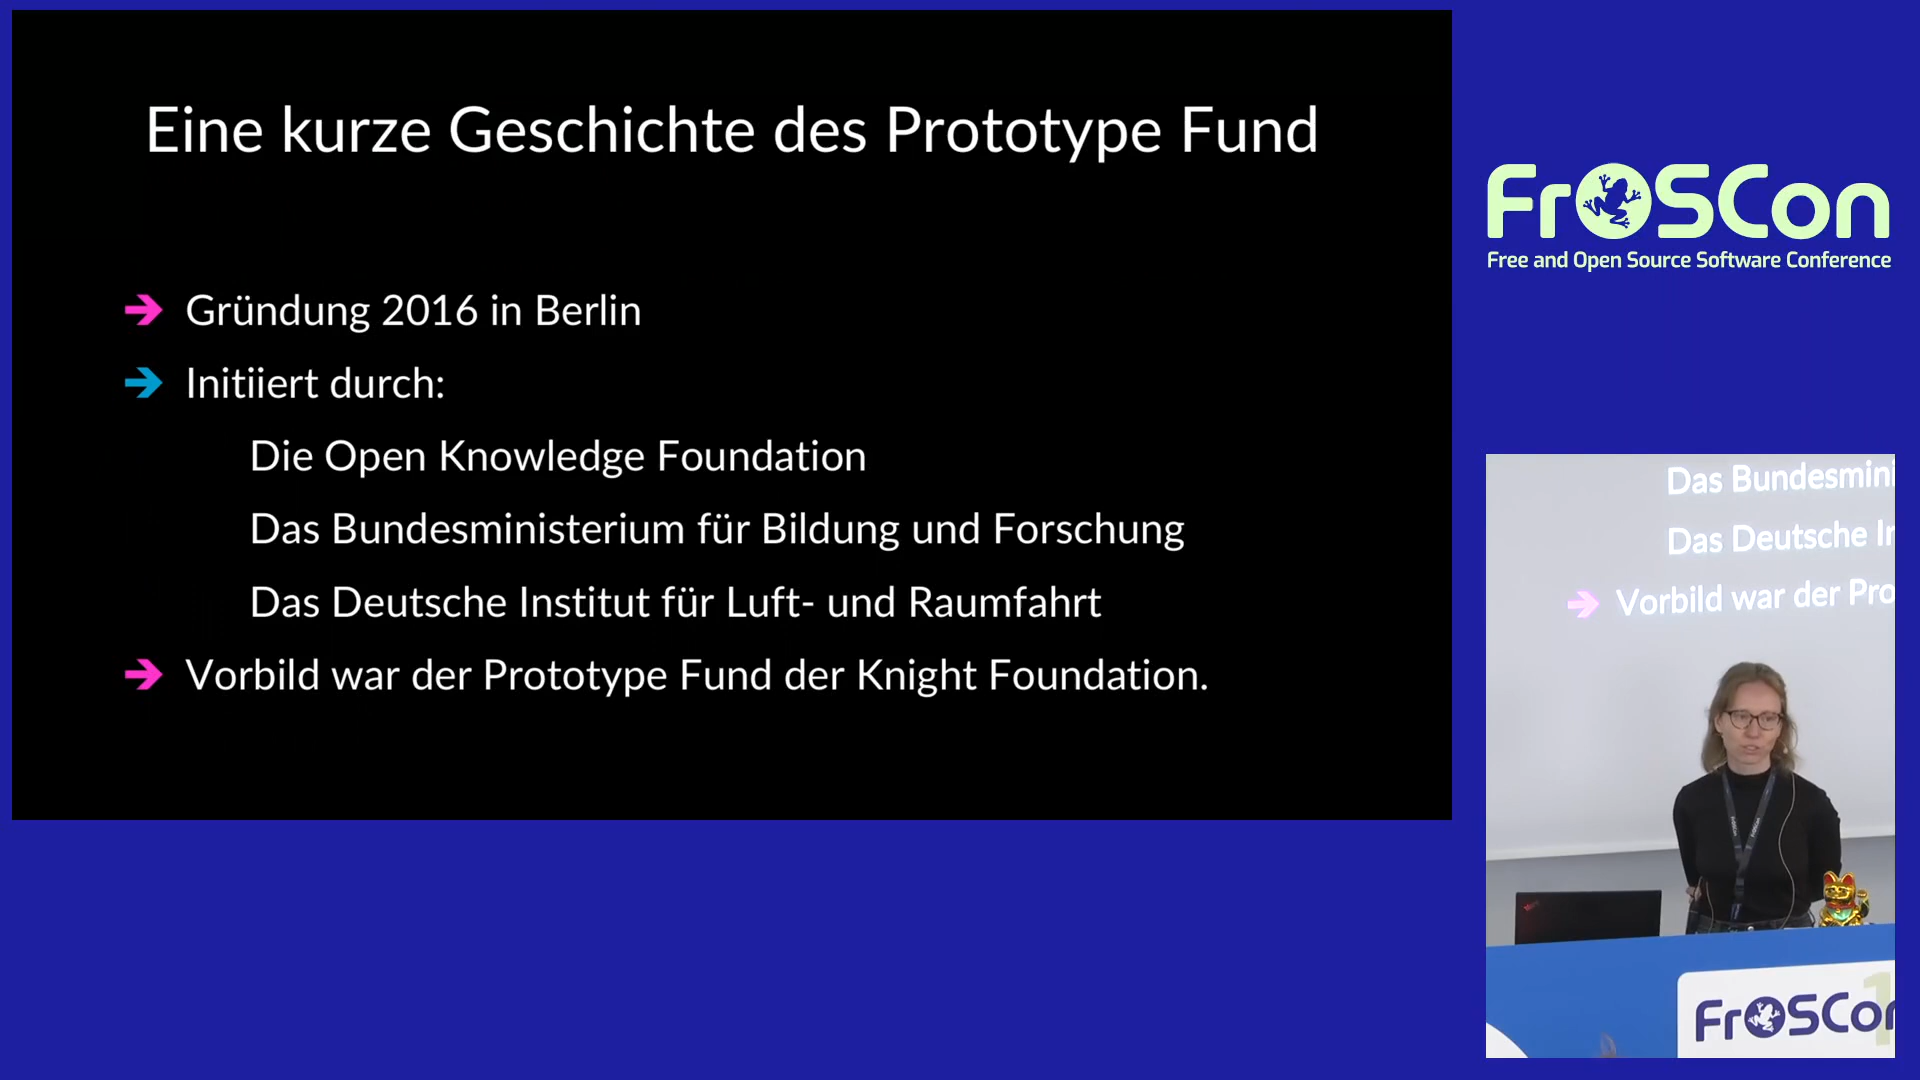 Eine kurze Geschichte des Prototype Fund
➔ Gründung 2016 in Berlin
➔ Initiiert durch:
Die Open Knowledge Foundation
Das Bundesministerium für Bildung und Forschung
Das Deutsche Institut für Luft- und Raumfahrt
➔ Vorbild war der Prototype Fund der Knight Foundation.
FrOSCon
Free and Open Source Software Conference
Das Bundesmini
Das Deutsche In
➔ Vorbild war der Pro
FrOSCon